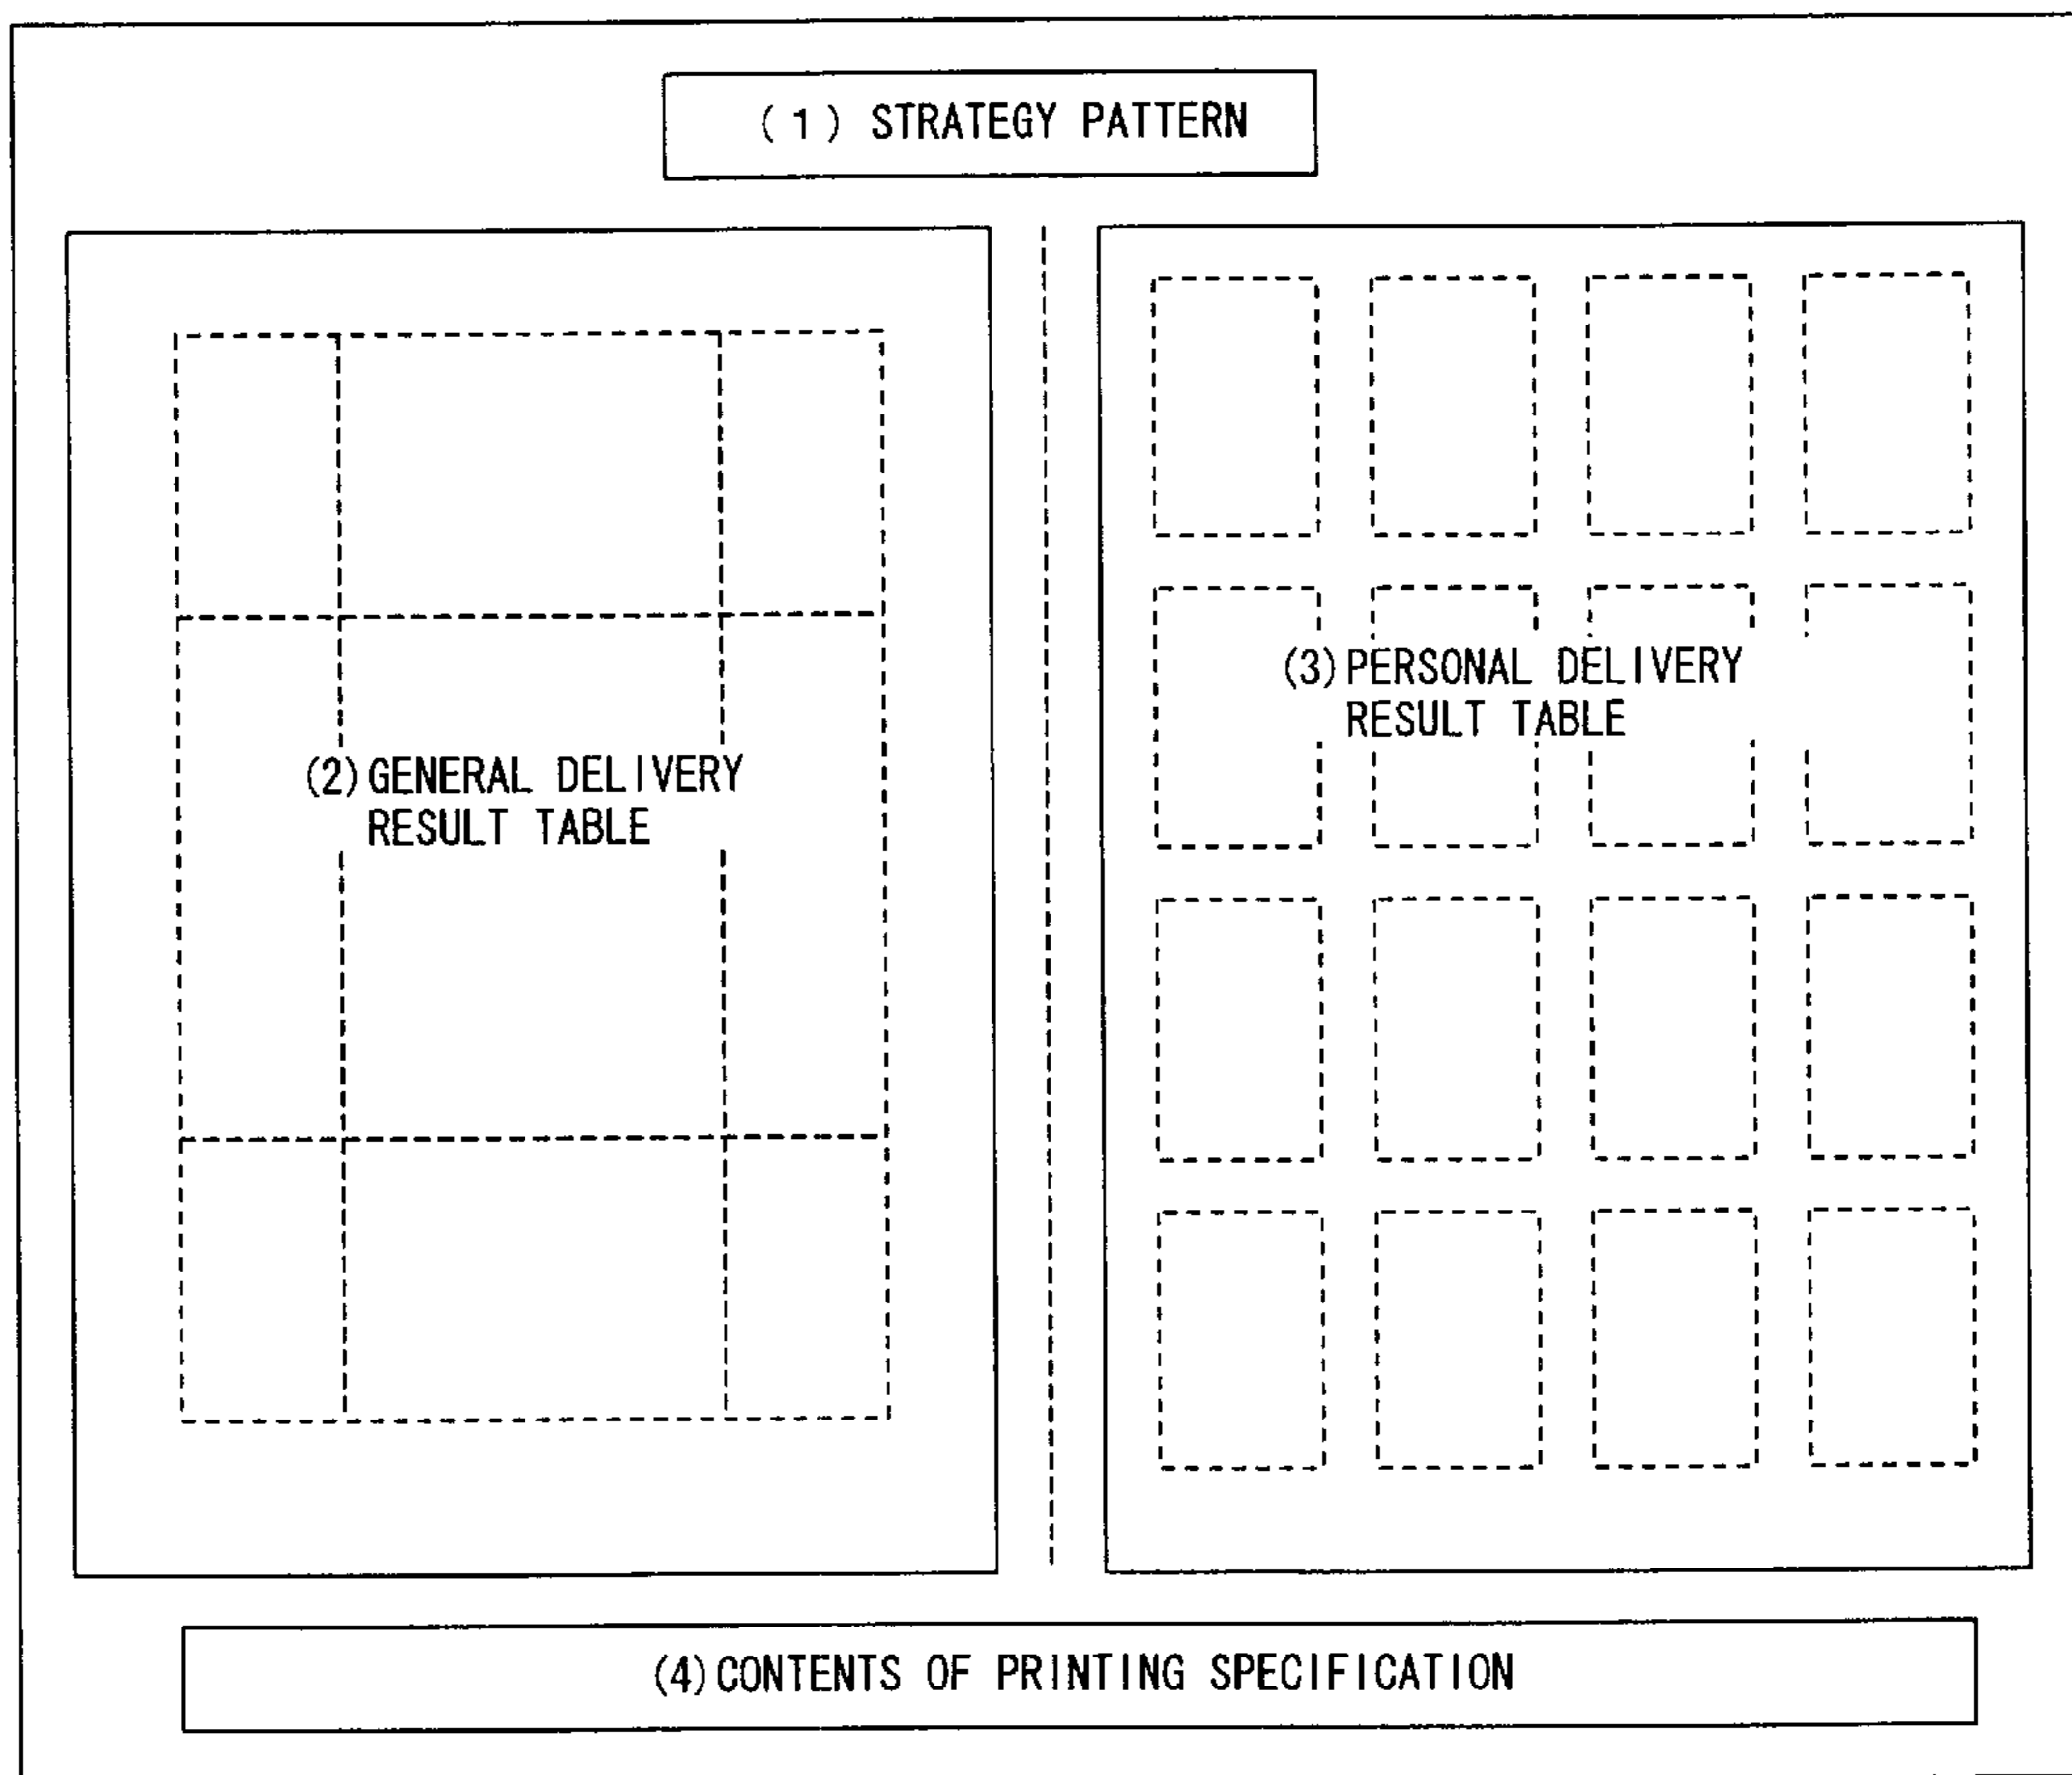 (1) STRATEGY PATTERN
(2) GENERAL DELIVERY
RESULT TABLE
(3) PERSONAL DELIVERY
RESULT TABLE
(4) CONTENTS OF PRINTING SPECIFICATION